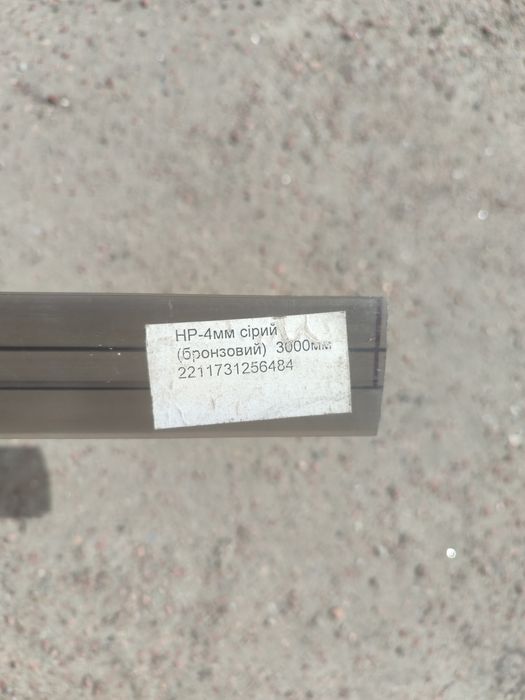 НР-4мм сірий
(бронзовий) 3000мм
2211731256484